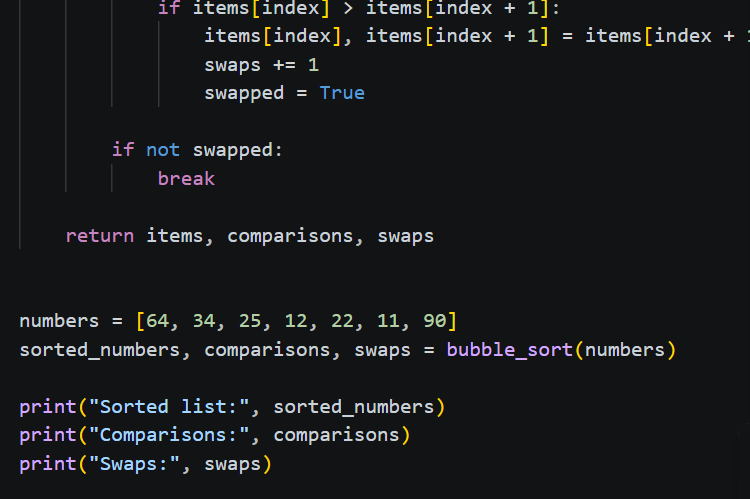 if items[index] > items[index + 1]:
items[index], items[index + 1] = items[index +
swaps += 1
swapped = True
if not swapped:
break
return items, comparisons, swaps
numbers = [64, 34, 25, 12, 22, 11, 90]
sorted_numbers, comparisons, swaps = bubble_sort(numbers)
print("Sorted list:", sorted_numbers)
print("Comparisons:", comparisons)
print("Swaps:", swaps)